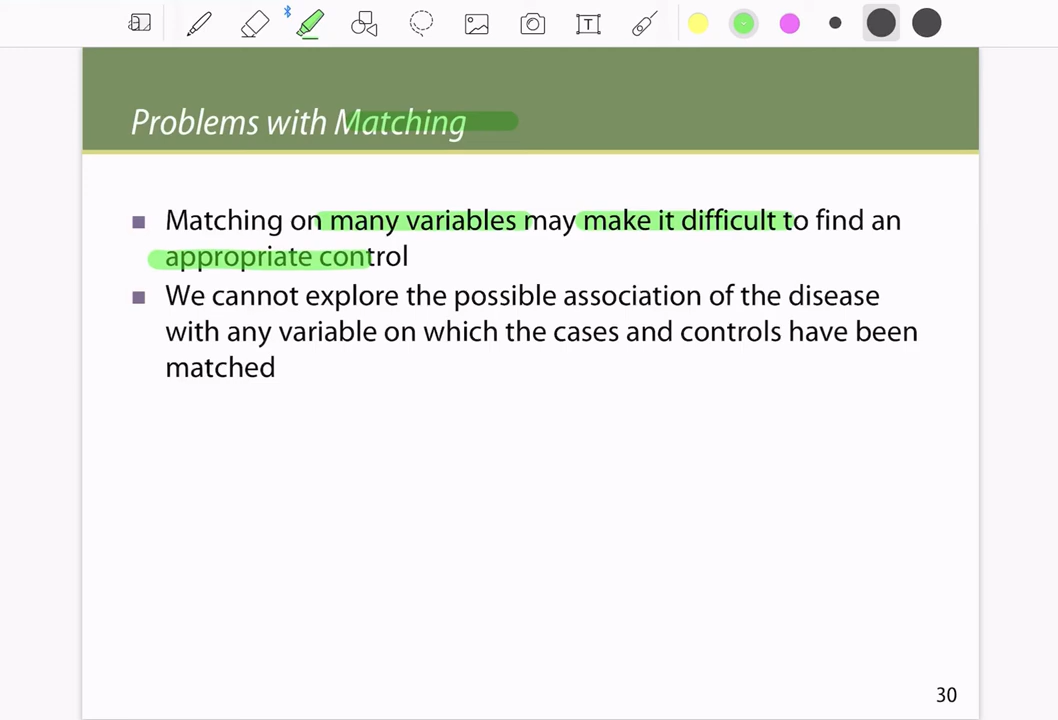 Problems with Matching
Matching on many variables may make it difficult to find an
appropriate control
We cannot explore the possible association of the disease
with any variable on which the cases and controls have been
matched
30